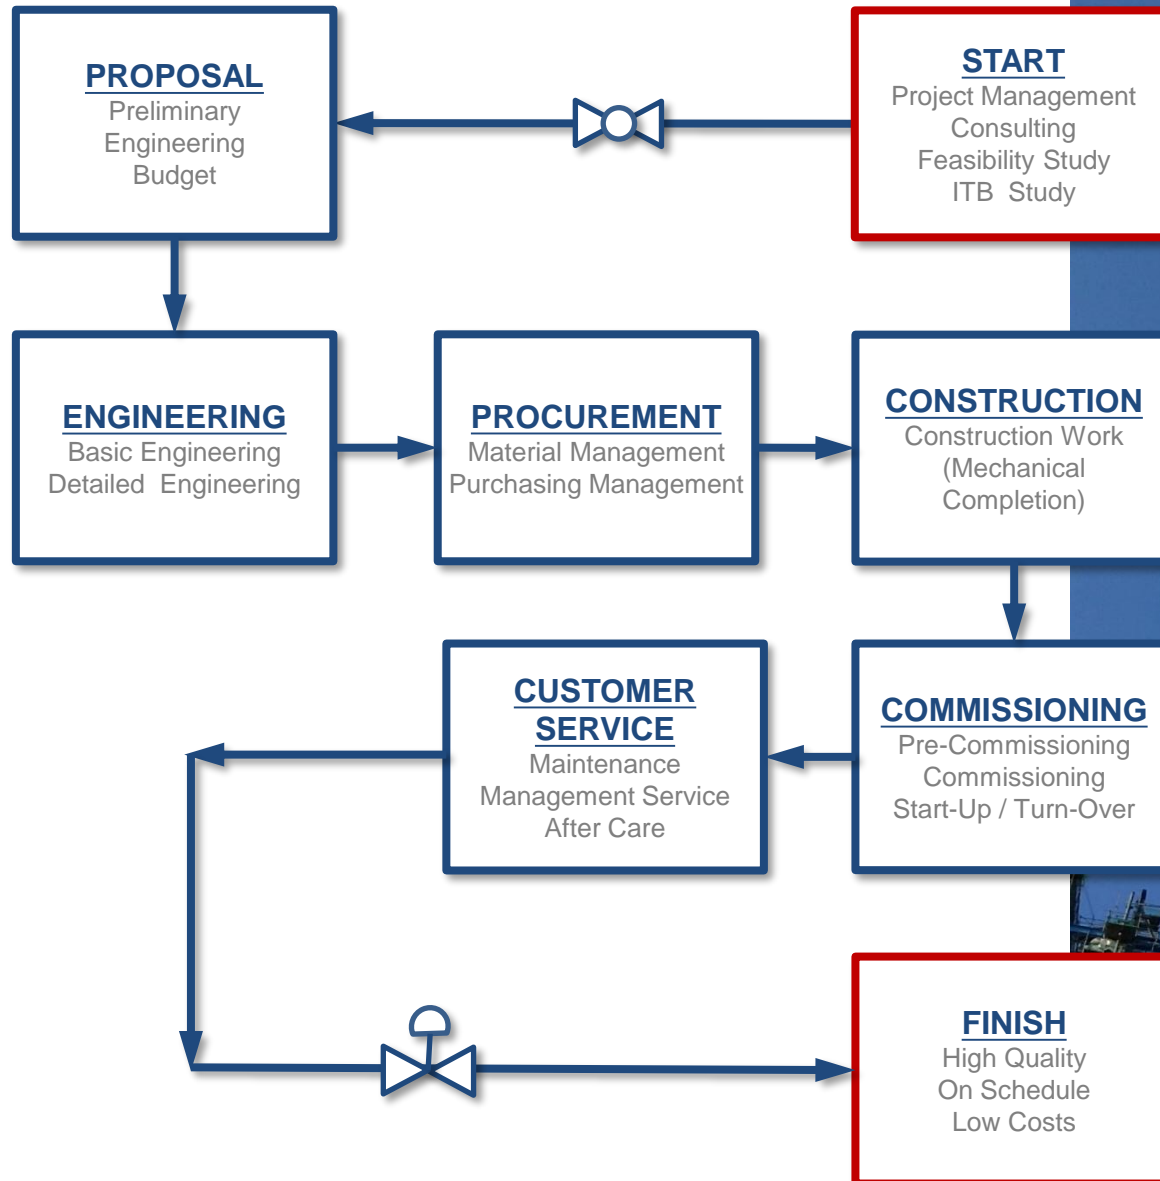 PROPOSAL
Preliminary
Engineering
Budget
START
Project Management
Consulting
Feasibility Study
ITB Study
ENGINEERING
Basic Engineering
Detailed Engineering
PROCUREMENT
Material Management
Purchasing Management
CONSTRUCTION
Construction Work
(Mechanical
Completion)
CUSTOMER
SERVICE
Maintenance
Management Service
After Care
COMMISSIONING
Pre-Commissioning
Commissioning
Start-Up / Turn-Over
FINISH
High Quality
On Schedule
Low Costs